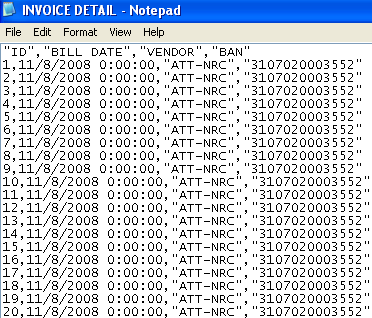 INVOICE DETAIL - Notepad
File Edit Format View Help
"ID","BILL DATE","VENDOR","BAN"
1,11/8/2008 0:00:00,"ATT-NRC","3107020003552"
2,11/8/2008 0:00:00,"ATT-NRC","3107020003552"
3,11/8/2008 0:00:00,"ATT-NRC","3107020003552"
4,11/8/2008 0:00:00,"ATT-NRC","3107020003552"
5,11/8/2008 0:00:00,"ATT-NRC","3107020003552"
6,11/8/2008 0:00:00,"ATT-NRC","3107020003552"
7,11/8/2008 0:00:00,"ATT-NRC","3107020003552"
8,11/8/2008 0:00:00,"ATT-NRC","3107020003552"
9,11/8/2008 0:00:00,"ATT-NRC","3107020003552"
10,11/8/2008 0:00:00,"ATT-NRC","3107020003552"
11,11/8/2008 0:00:00,"ATT-NRC","3107020003552"
12,11/8/2008 0:00:00,"ATT-NRC","3107020003552"
13,11/8/2008 0:00:00,"ATT-NRC","3107020003552"
14,11/8/2008 0:00:00,"ATT-NRC","3107020003552"
15,11/8/2008 0:00:00,"ATT-NRC","3107020003552"
16,11/8/2008 0:00:00,"ATT-NRC","3107020003552"
17,11/8/2008 0:00:00,"ATT-NRC","3107020003552"
18,11/8/2008 0:00:00,"ATT-NRC","3107020003552"
19,11/8/2008 0:00:00,"ATT-NRC","3107020003552"
20,11/8/2008 0:00:00,"ATT-NRC","3107020003552"